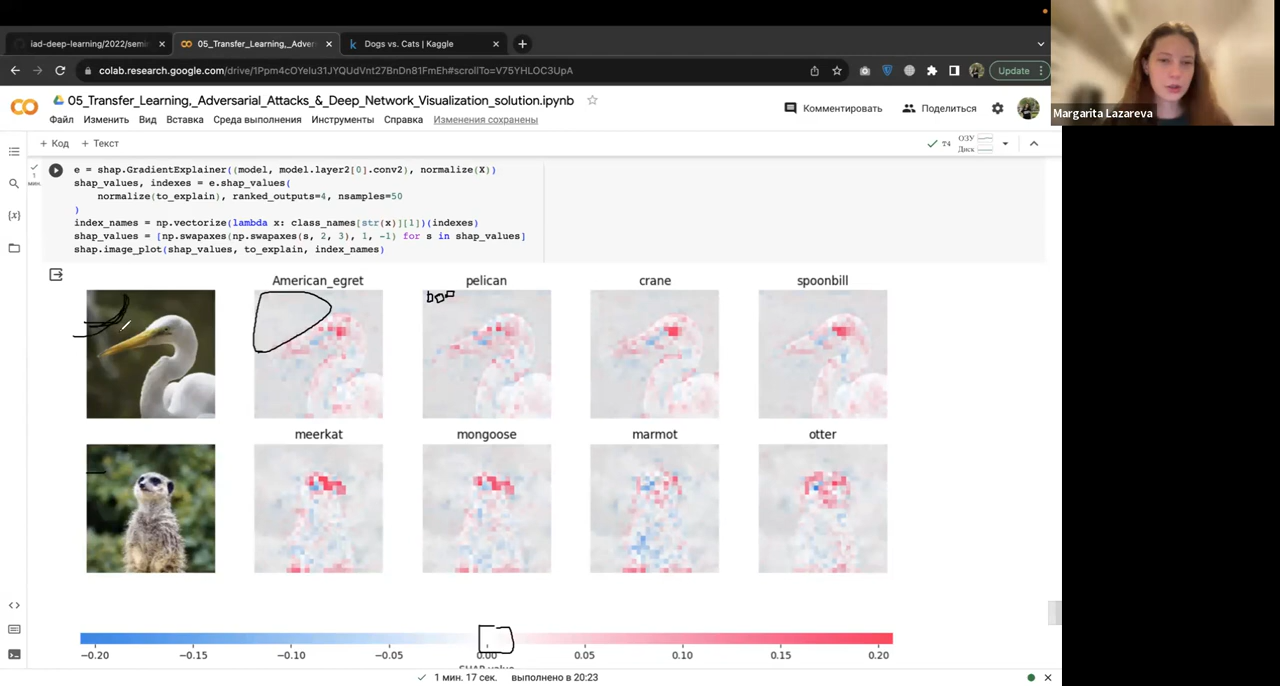 iad-deep-learning/2022/semi
05_Transfer_Learning,_Adver
Dogs vs. Cats | Kaggle
colab.research.google.com/drive/1Ppm4cOYelu31JYQUdVnt27BnDn81FmEh#scrollTo=V75YHLOC3UpA
Update
05_Transfer_Learning,_Adversarial_Attacks_&_Deep_Network_Visualization_solution.ipynb
Файл Изменить Вид Вставка Среда выполнения Инструменты Справка Изменения сохранены
Комментировать
Поделиться
Margarita Lazareva
+ Код + Текст
T4
ОЗУ
Диск
1
мин.
e = shap.GradientExplainer((model, model.layer2[0].conv2), normalize(X))
shap_values, indexes = e.shap_values(
normalize(to_explain), ranked_outputs=4, nsamples=50
)
index_names = np.vectorize(lambda x: class_names[str(x)][1])(indexes)
shap_values = [np.swapaxes(np.swapaxes(s, 2, 3), 1, -1) for s in shap_values]
shap.image_plot(shap_values, to_explain, index_names)
American_egret pelican crane spoonbill
meerkat mongoose marmot otter
−0.20 −0.15 −0.10 −0.05 0.00 0.05 0.10 0.15 0.20
SHAP value
1 мин. 17 сек. выполнено в 20:23